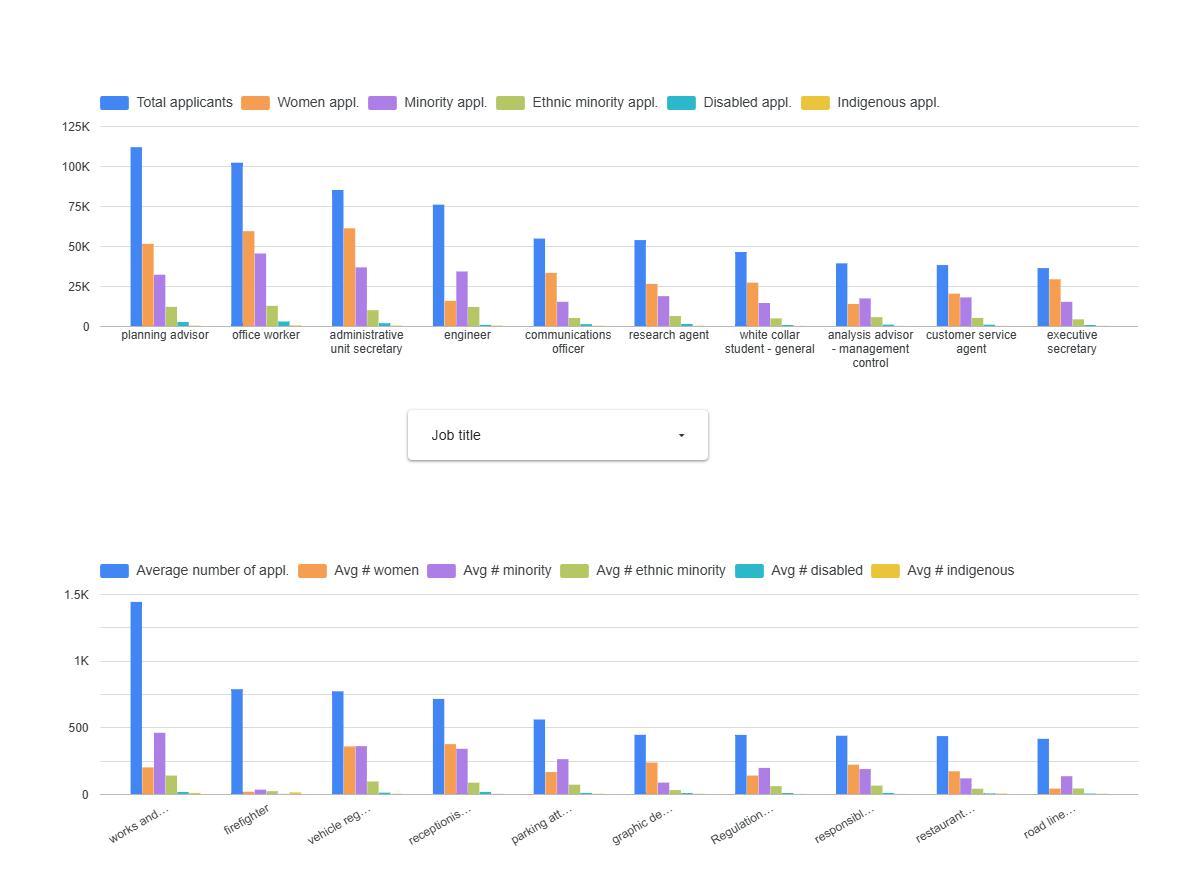 Total applicants Women appl. Minority appl. Ethnic minority appl. Disabled appl. Indigenous appl.
125K
100K
75K
50K
25K
0
planning advisor office worker administrative engineer communications research agent white collar analysis advisor customer service executive
unit secretary officer student - general - management agent secretary
control
Job title
Average number of appl. Avg # women Avg # minority Avg # ethnic minority Avg # disabled Avg # indigenous
1.5K
1K
500
0
works and... firefighter vehicle reg... receptionis... parking att... graphic de... Regulation... responsibl... restaurant... road line...